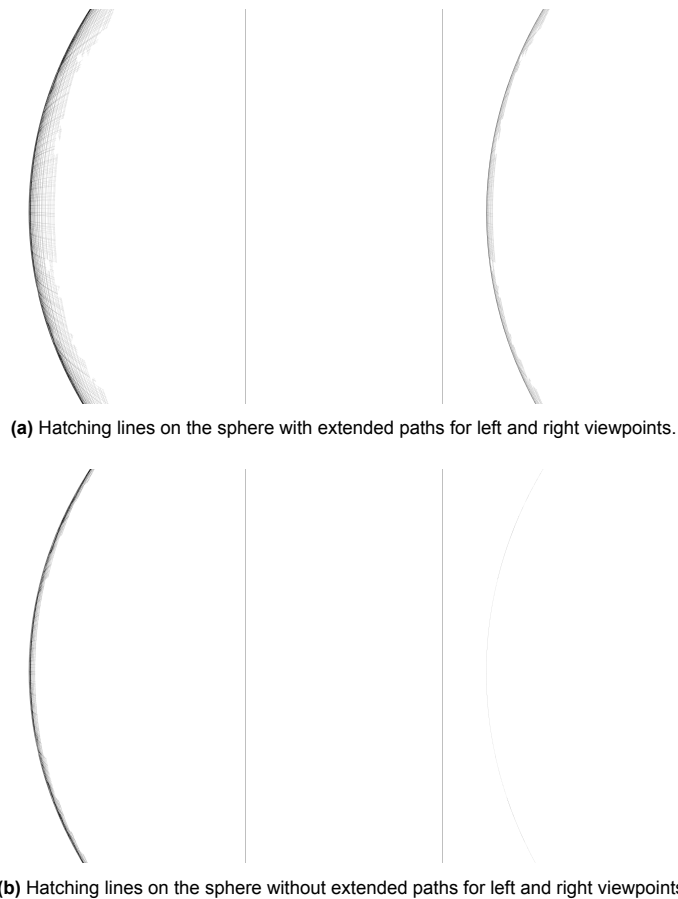 (a) Hatching lines on the sphere with extended paths for left and right viewpoints.
(b) Hatching lines on the sphere without extended paths for left and right viewpoints